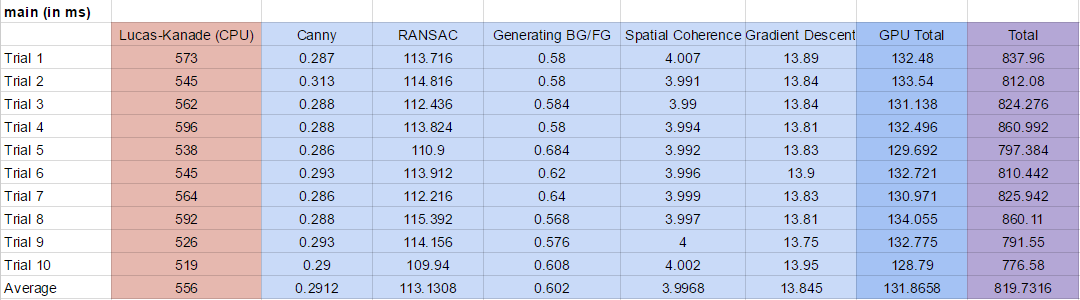 main (in ms)
Lucas-Kanade (CPU) Canny RANSAC Generating BG/FG Spatial Coherence Gradient Descent GPU Total Total
Trial 1 573 0.287 113.716 0.58 4.007 13.89 132.48 837.96
Trial 2 545 0.313 114.816 0.58 3.991 13.84 133.54 812.08
Trial 3 562 0.288 112.436 0.584 3.99 13.84 131.138 824.276
Trial 4 596 0.288 113.824 0.58 3.994 13.81 132.496 860.992
Trial 5 538 0.286 110.9 0.684 3.992 13.83 129.692 797.384
Trial 6 545 0.293 113.912 0.62 3.996 13.9 132.721 810.442
Trial 7 564 0.286 112.216 0.64 3.999 13.83 130.971 825.942
Trial 8 592 0.288 115.392 0.568 3.997 13.81 134.055 860.11
Trial 9 526 0.293 114.156 0.576 4 13.75 132.775 791.55
Trial 10 519 0.29 109.94 0.608 4.002 13.95 128.79 776.58
Average 556 0.2912 113.1308 0.602 3.9968 13.845 131.8658 819.7316